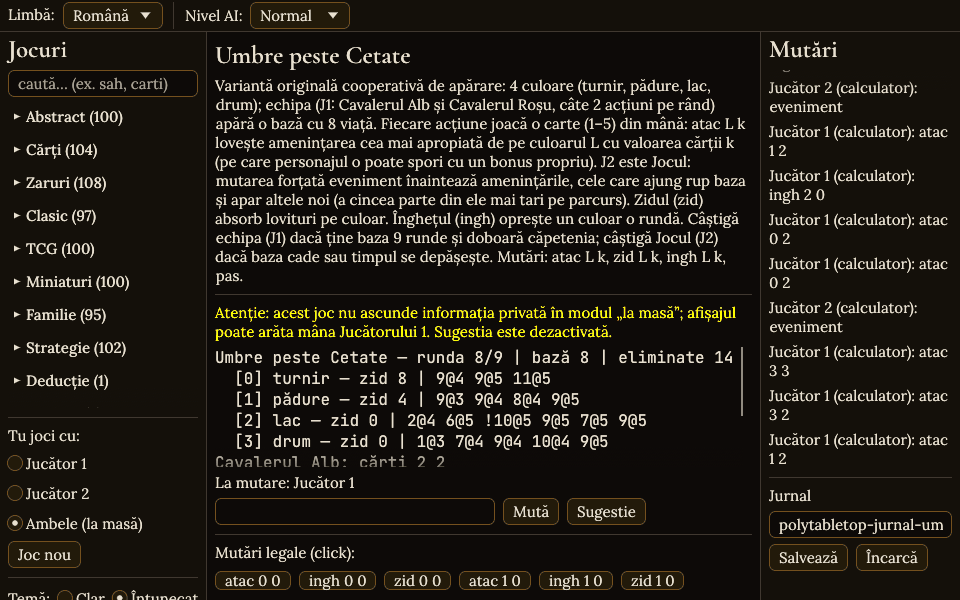 Limbă: Română ▼ Nivel AI: Normal ▼
Jocuri
caută... (ex. sah, carti)
▸ Abstract (100)
▸ Cărți (104)
▸ Zaruri (108)
▸ Clasic (97)
▸ TCG (100)
▸ Miniaturi (100)
▸ Familie (95)
▸ Strategie (102)
▸ Deducție (1)
Tu joci cu:
Jucător 1
Jucător 2
Ambele (la masă)
Joc nou
Temă: Clar Întunecat
Umbre peste Cetate
Variantă originală cooperativă de apărare: 4 culoare (turnir, pădure, lac,
drum); echipa (J1: Cavalerul Alb și Cavalerul Roșu, câte 2 acțiuni pe rând)
apără o bază cu 8 viață. Fiecare acțiune joacă o carte (1–5) din mână: atac L k
lovește amenințarea cea mai apropiată de pe culoarul L cu valoarea cărții k
(pe care personajul o poate spori cu un bonus propriu). J2 este Jocul:
mutarea forțată eveniment înaintează amenințările, cele care ajung rup baza
și apar altele noi (a cincea parte din ele mai tari pe parcurs). Zidul (zid)
absorb lovituri pe culoar. Înghețul (ingh) oprește un culoar o rundă. Câștigă
echipa (J1) dacă ține baza 9 runde și doboară căpetenia; câștigă Jocul (J2)
dacă baza cade sau timpul se depășește. Mutări: atac L k, zid L k, ingh L k,
pas.
Atenție: acest joc nu ascunde informația privată în modul „la masă”; afișajul
poate arăta mâna Jucătorului 1. Sugestia este dezactivată.
Umbre peste Cetate — runda 8/9 | bază 8 | eliminate 14
[0] turnir — zid 8 | 9@4 9@5 11@5
[1] pădure — zid 4 | 9@3 9@4 8@4 9@5
[2] lac — zid 0 | 2@4 6@5 !10@5 9@5 7@5 9@5
[3] drum — zid 0 | 1@3 7@4 9@4 10@4 9@5
Cavalerul Alb: cărți 2 2
La mutare: Jucător 1
Mută Sugestie
Mutări legale (click):
atac 0 0 ingh 0 0 zid 0 0 atac 1 0 ingh 1 0 zid 1 0
Mutări
Jucător 2 (calculator):
eveniment
Jucător 1 (calculator): atac
1 2
Jucător 1 (calculator):
ingh 2 0
Jucător 1 (calculator): atac
0 2
Jucător 1 (calculator): atac
0 2
Jucător 2 (calculator):
eveniment
Jucător 1 (calculator): atac
3 3
Jucător 1 (calculator): atac
3 2
Jucător 1 (calculator): atac
1 2
Jurnal
polytabletop-jurnal-um
Salvează Încarcă